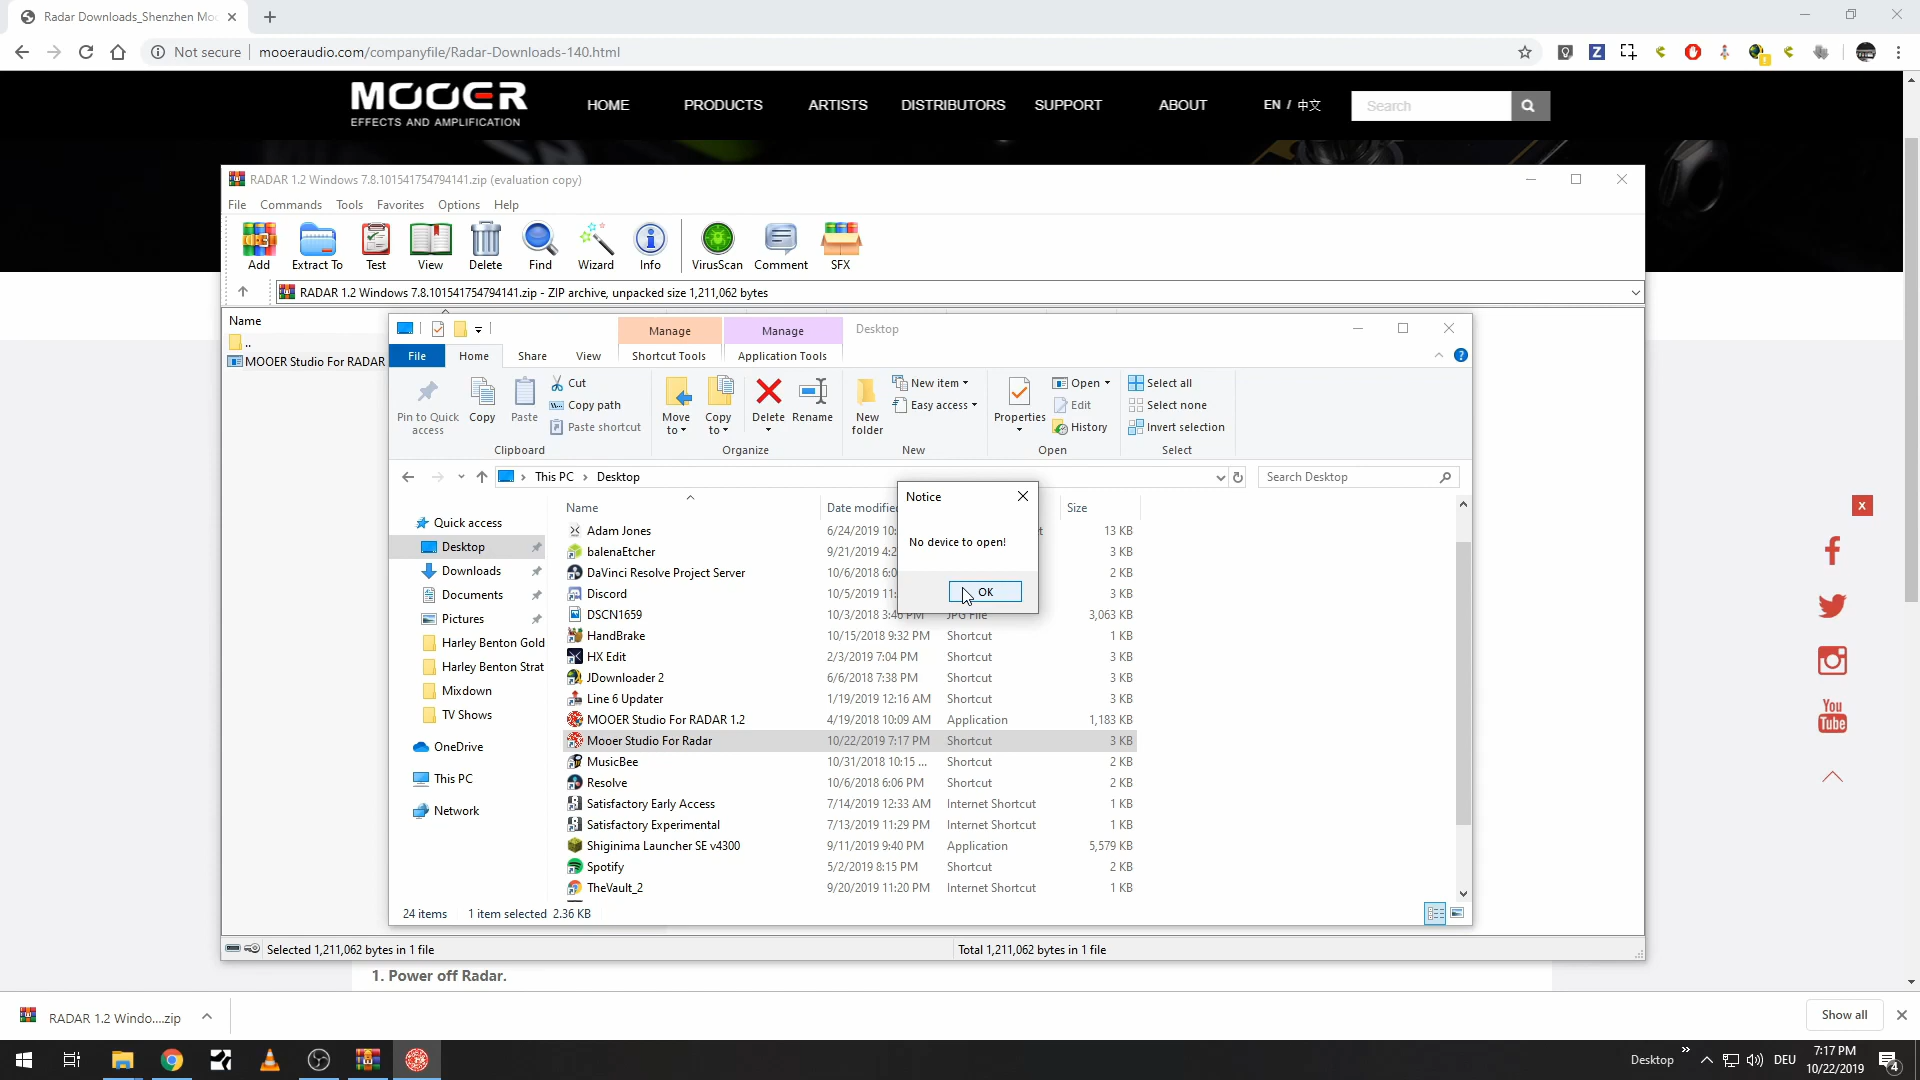 Radar Downloads_Shenzhen Moo
Not secure mooeraudio.com/companyfile/Radar-Downloads-140.html
MOOER
EFFECTS AND AMPLIFICATION
HOME PRODUCTS ARTISTS DISTRIBUTORS SUPPORT ABOUT EN / 中文 Search
RADAR 1.2 Windows 7.8.101541754794141.zip (evaluation copy)
File Commands Tools Favorites Options Help
Add Extract To Test View Delete Find Wizard Info VirusScan Comment SFX
RADAR 1.2 Windows 7.8.101541754794141.zip - ZIP archive, unpacked size 1,211,062 bytes
Name
..
MOOER Studio For RADAR
Manage Manage Desktop
File Home Share View Shortcut Tools Application Tools
Pin to Quick access Copy Paste Cut Copy path Paste shortcut
Move to Copy to Delete Rename New folder New item Easy access
Properties Open Edit History Select all Select none Invert selection
Clipboard Organize New Open Select
This PC Desktop Search Desktop
Name Date modified Size
Quick access
Desktop
Downloads
Documents
Pictures
Harley Benton Gold
Harley Benton Strat
Mixdown
TV Shows
OneDrive
This PC
Network
Adam Jones 6/24/2019 10: 13 KB
balenaEtcher 9/21/2019 4:2 3 KB
DaVinci Resolve Project Server 10/6/2018 6:0 2 KB
Discord 10/5/2019 11: 3 KB
DSCN1659 10/3/2018 3:40 PM JPG File 3,063 KB
HandBrake 10/15/2018 9:32 PM Shortcut 1 KB
HX Edit 2/3/2019 7:04 PM Shortcut 3 KB
JDownloader 2 6/6/2018 7:38 PM Shortcut 3 KB
Line 6 Updater 1/19/2019 12:16 AM Shortcut 3 KB
MOOER Studio For RADAR 1.2 4/19/2018 10:09 AM Application 1,183 KB
Mooer Studio For Radar 10/22/2019 7:17 PM Shortcut 3 KB
MusicBee 10/31/2018 10:15 ... Shortcut 2 KB
Resolve 10/6/2018 6:06 PM Shortcut 2 KB
Satisfactory Early Access 7/14/2019 12:33 AM Internet Shortcut 1 KB
Satisfactory Experimental 7/13/2019 11:29 PM Internet Shortcut 1 KB
Shiginima Launcher SE v4300 9/11/2019 9:40 PM Application 5,579 KB
Spotify 5/2/2019 8:15 PM Shortcut 2 KB
TheVault_2 9/20/2019 11:20 PM Internet Shortcut 1 KB
Notice
No device to open!
OK
24 items 1 item selected 2.36 KB
Selected 1,211,062 bytes in 1 file Total 1,211,062 bytes in 1 file
1. Power off Radar.
x
You
Tube
RADAR 1.2 Windo....zip Show all
Desktop DEU 7:17 PM
10/22/2019 4